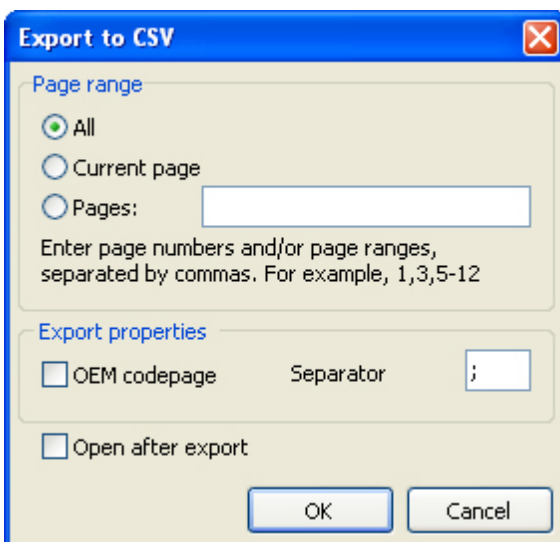 Export to CSV
Page range
All
Current page
Pages:
Enter page numbers and/or page ranges,
separated by commas. For example, 1,3,5-12
Export properties
OEM codepage Separator ;
Open after export
OK Cancel